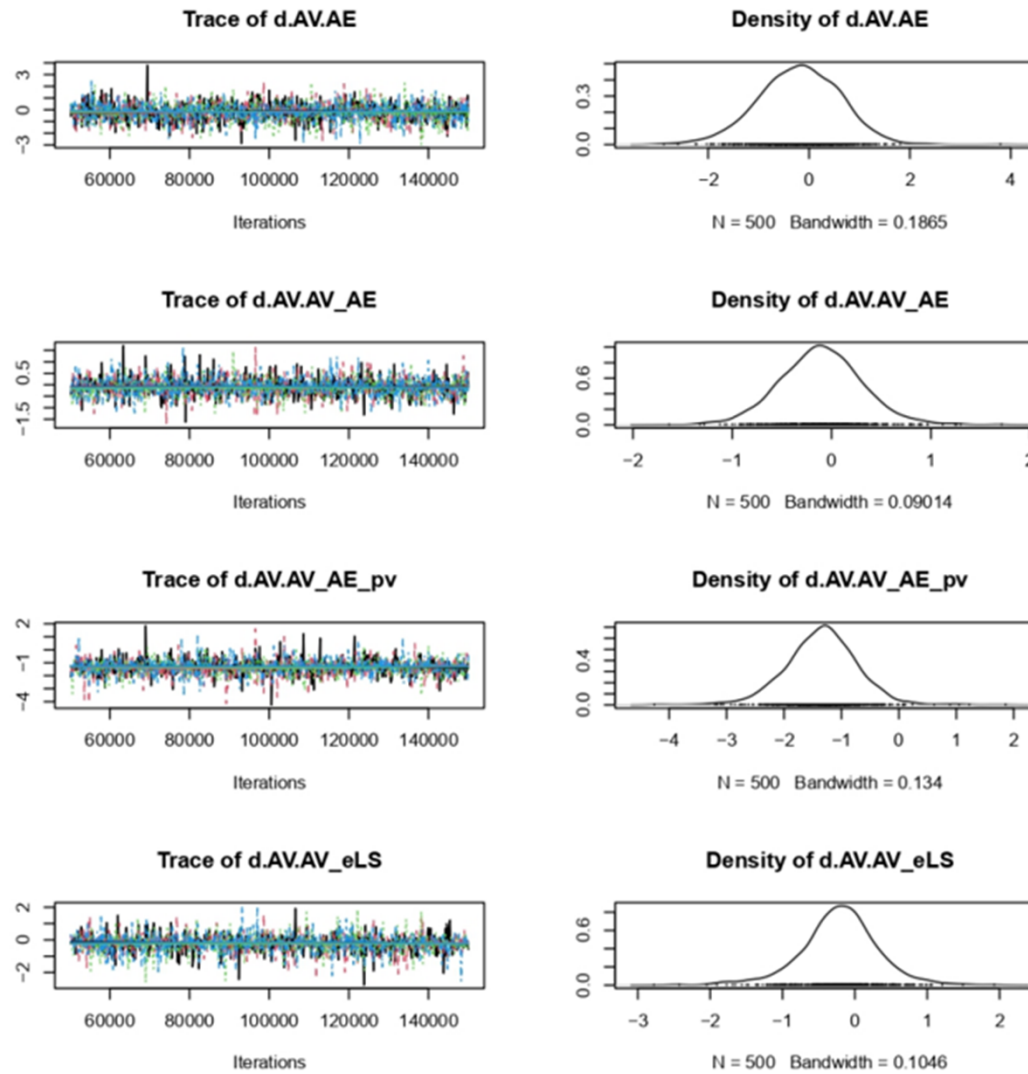 Trace of d.AV.AE
Density of d.AV.AE
3
0
−3
60000 80000 100000 120000 140000
Iterations
0.3
0.0
−2 0 2 4
N = 500 Bandwidth = 0.1865
Trace of d.AV.AV_AE
Density of d.AV.AV_AE
0.5
−1.5
60000 80000 100000 120000 140000
Iterations
0.6
0.0
−2 −1 0 1 2
N = 500 Bandwidth = 0.09014
Trace of d.AV.AV_AE_pv
Density of d.AV.AV_AE_pv
2
−1
−4
60000 80000 100000 120000 140000
Iterations
0.4
0.0
−4 −3 −2 −1 0 1 2
N = 500 Bandwidth = 0.134
Trace of d.AV.AV_eLS
Density of d.AV.AV_eLS
2
0
−2
60000 80000 100000 120000 140000
Iterations
0.6
0.0
−3 −2 −1 0 1 2
N = 500 Bandwidth = 0.1046